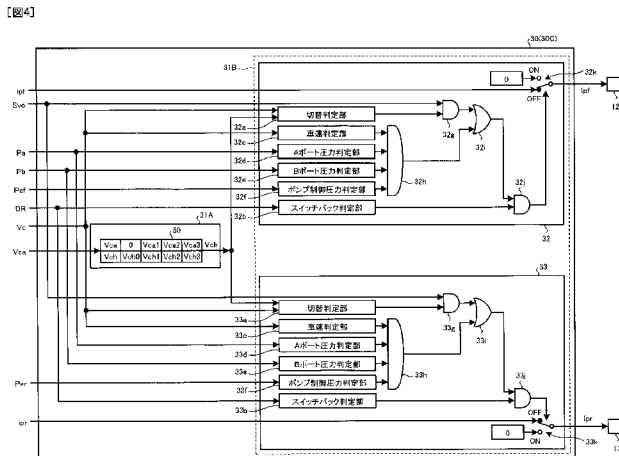 [図4]
30(30C)
31B
32k
ON
0
ipf
Ipf
OFF
Svo
切替判定部
32a
32g
32i
12
車速判定部
32c
Pa
Aポート圧力判定部
32d
Pb
Bポート圧力判定部
32e
32h
32j
ポンプ制御圧力判定部
32f
DR
スイッチバック判定部
32b
32
Vc
31A
50
Vca
Vca 0 Vca1 Vca2 Vca3
Vch Vch0 Vch1 Vch2 Vch3
Vch
33
切替判定部
33a
33g
33i
車速判定部
33c
Aポート圧力判定部
33d
33j
Bポート圧力判定部
33e
33h
ポンプ制御圧力判定部
33f
スイッチバック判定部
33b
OFF
ipr
Ipr
0
ON
33k